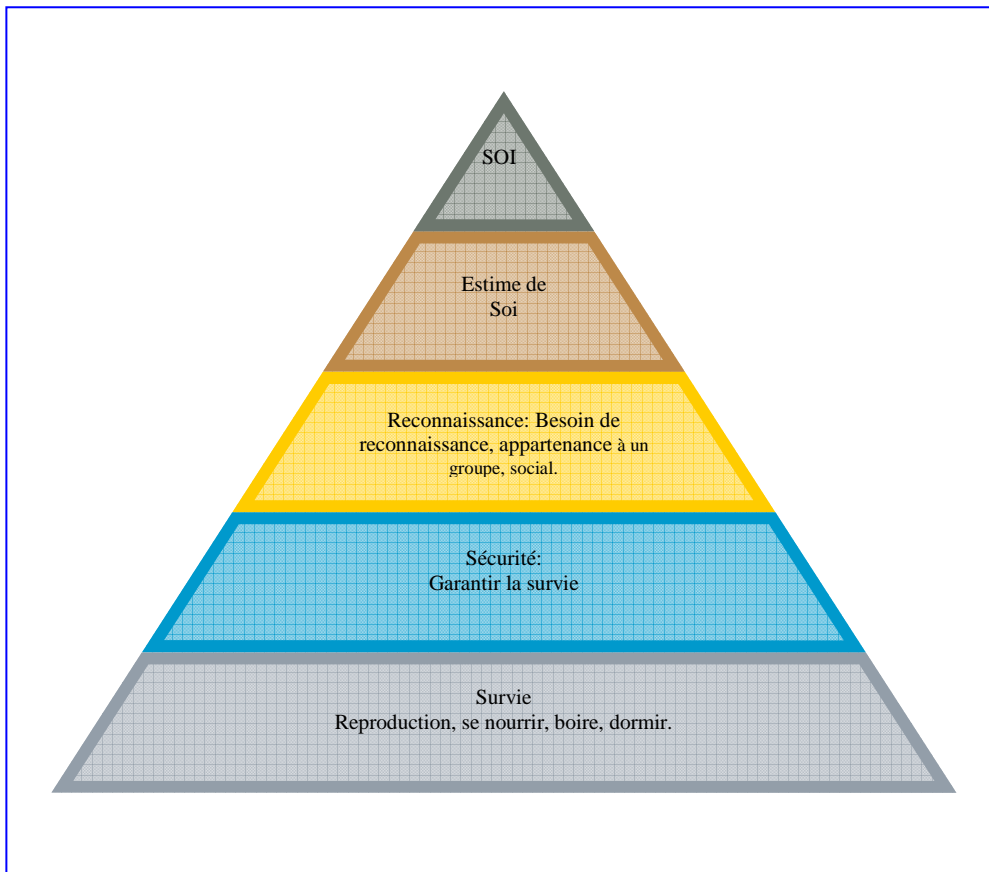 SOI
Estime de
Soi
Reconnaissance: Besoin de
reconnaissance, appartenance à un
groupe, social.
Sécurité:
Garantir la survie
Survie
Reproduction, se nourrir, boire, dormir.